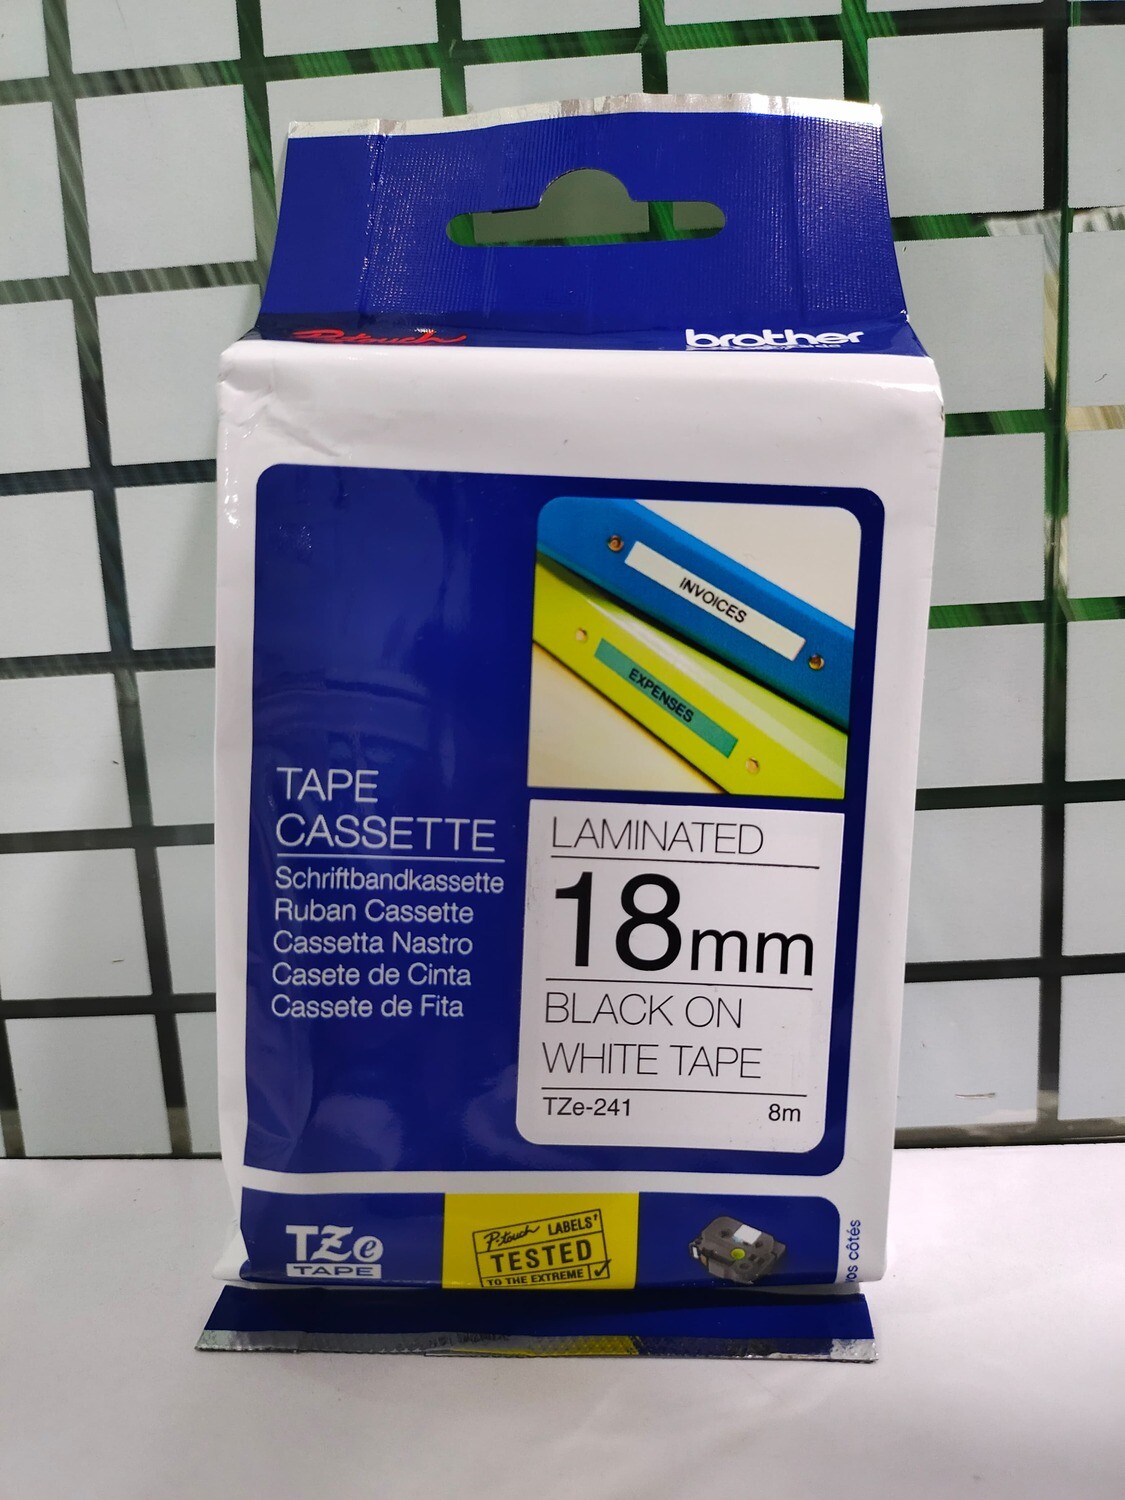 P-touch
brother
INVOICES
EXPENSES
TAPE
CASSETTE
Schriftbandkassette
Ruban Cassette
Cassetta Nastro
Casete de Cinta
Cassete de Fita
LAMINATED
18mm
BLACK ON
WHITE TAPE
TZe-241 8m
TZe
TAPE
P-touch LABELS†
TESTED
TO THE EXTREME
côtés